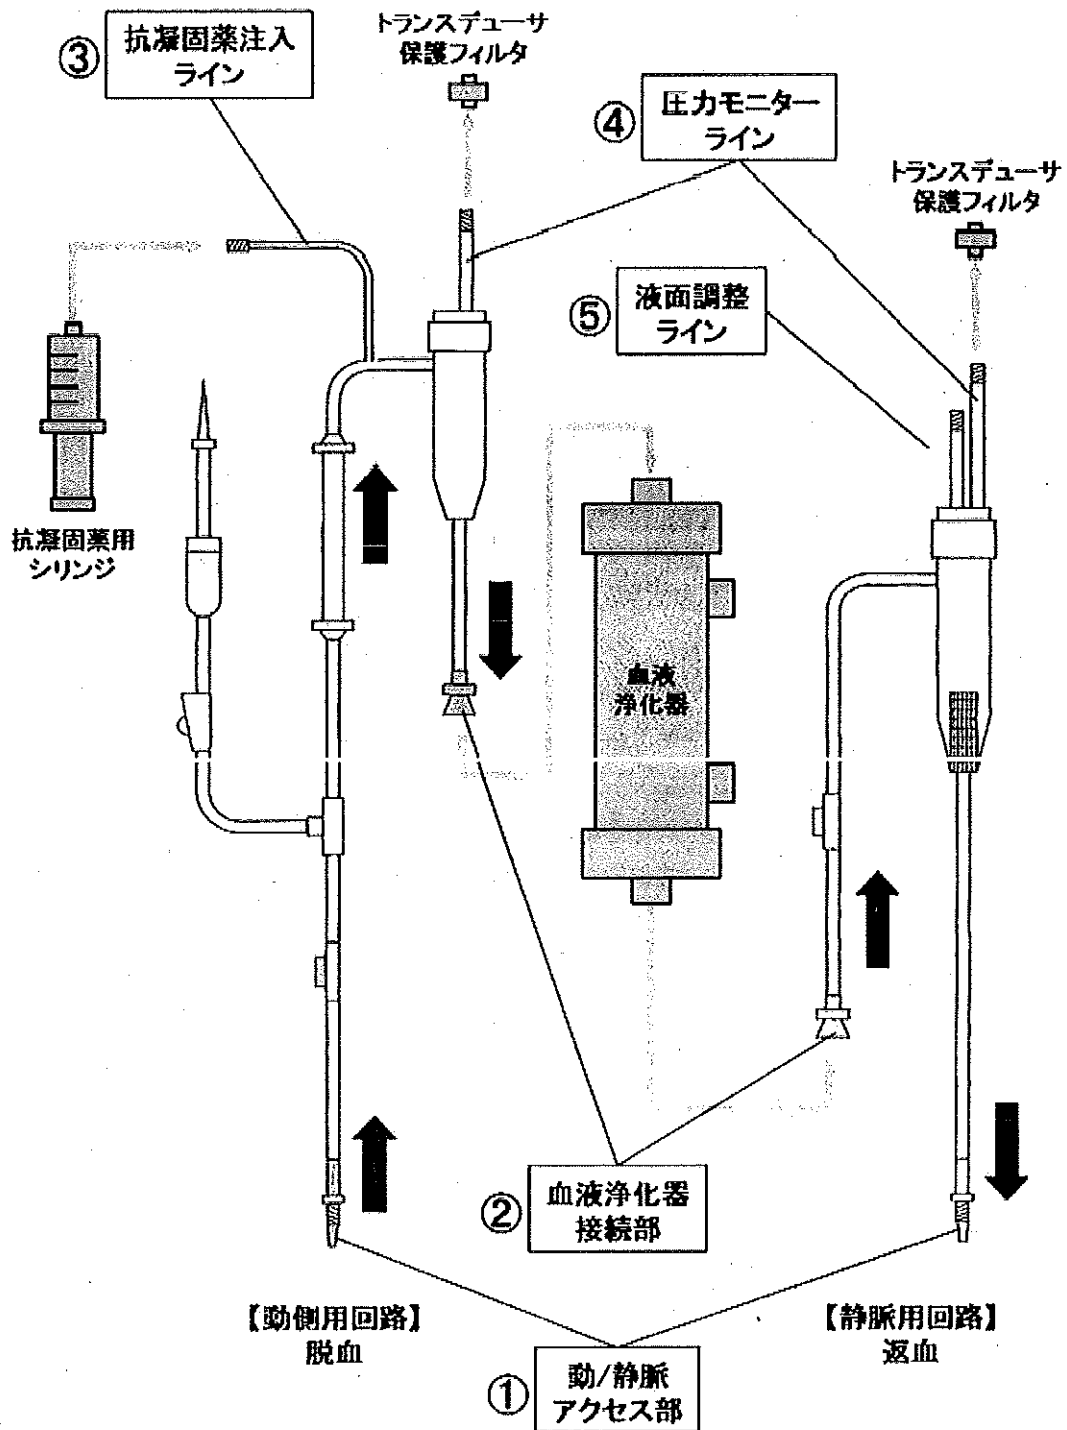 ③
抗凝固薬注入
ライン
トランスデューサ
保護フィルタ
④
圧力モニター
ライン
トランスデューサ
保護フィルタ
⑤
液面調整
ライン
抗凝固薬用
シリンジ
血液
浄化器
②
血液浄化器
接続部
【動側用回路】
脱血
【静脈用回路】
返血
①
動/静脈
アクセス部